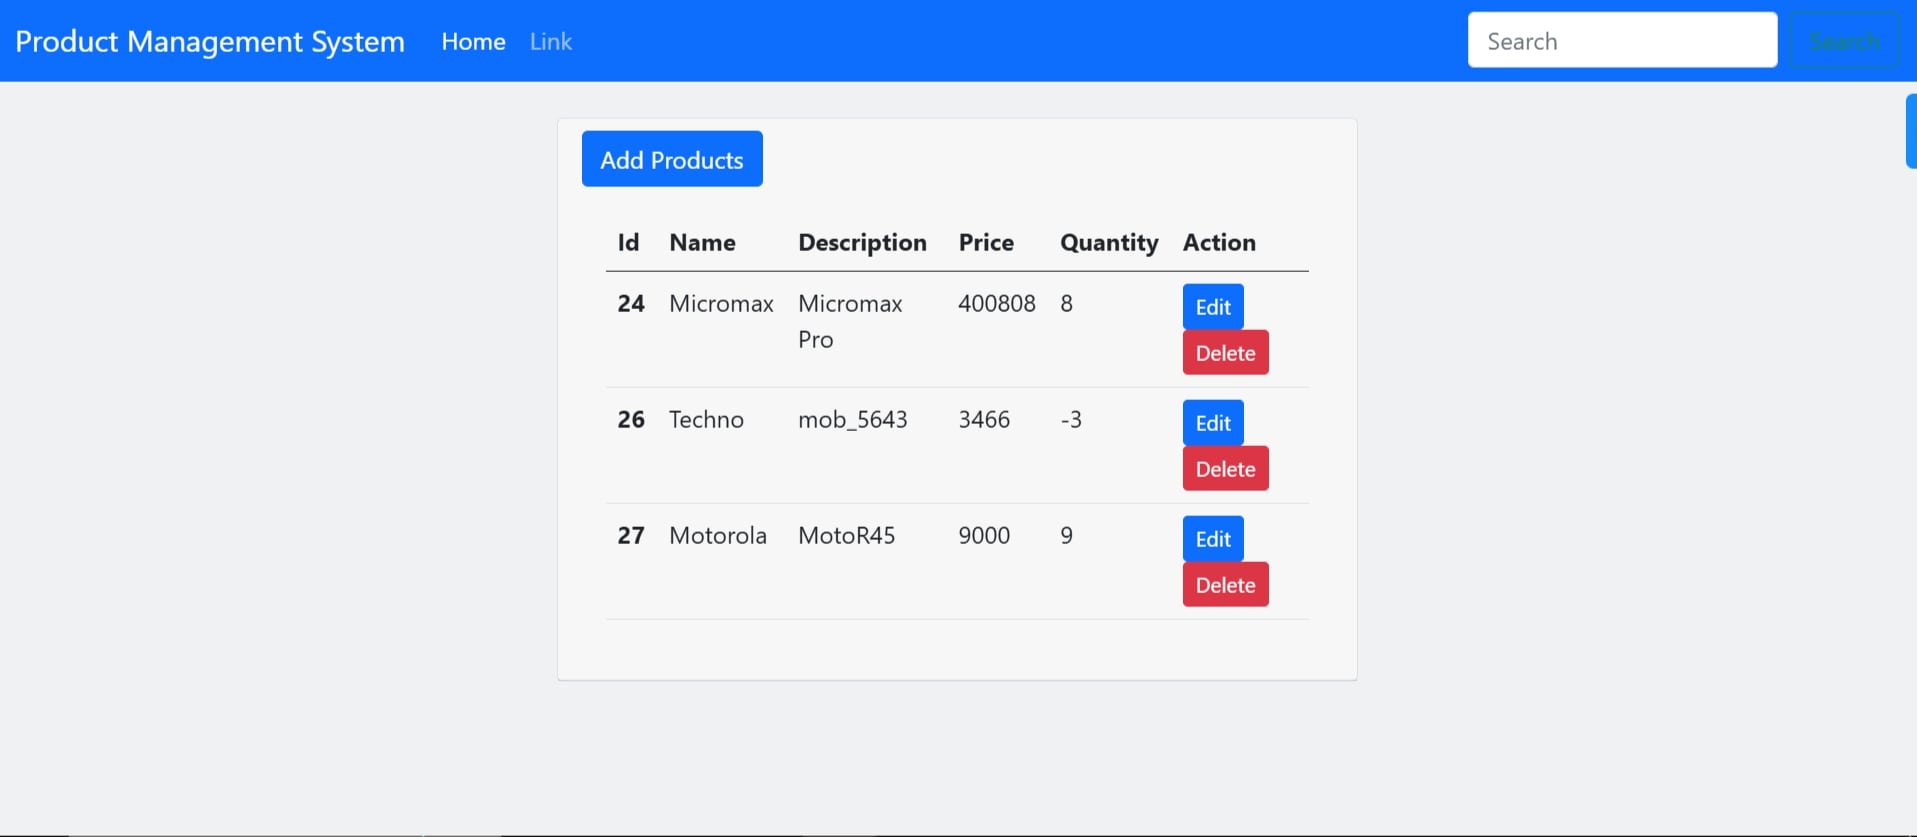 Product Management System Home Link Search Search
Add Products
Id Name Description Price Quantity Action
24 Micromax Micromax Pro 400808 8 Edit Delete
26 Techno mob_5643 3466 -3 Edit Delete
27 Motorola MotoR45 9000 9 Edit Delete